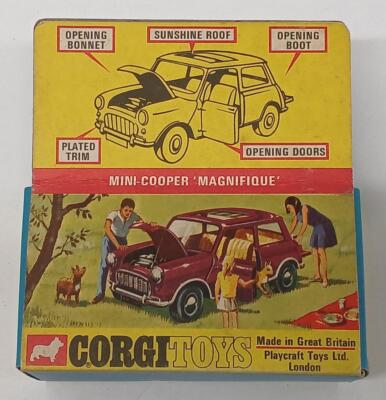 OPENING
BONNET
SUNSHINE ROOF
OPENING
BOOT
PLATED
TRIM
OPENING DOORS
MINI-COOPER 'MAGNIFIQUE'
CORGI TOYS
Made in Great Britain
Playcraft Toys Ltd.
London